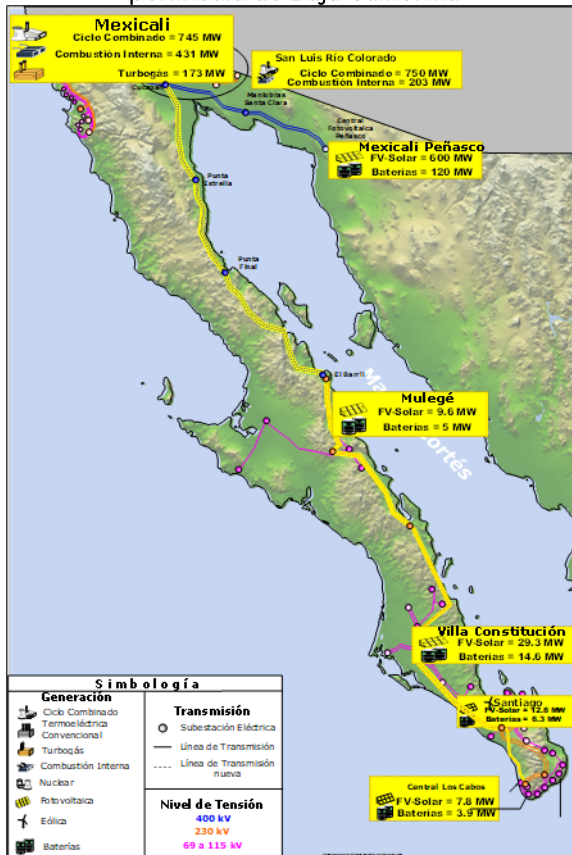 Mexicali
Ciclo Combinado = 745 MW
Combustión Interna = 431 MW
Turbogás = 173 MW
San Luis Río Colorado
Ciclo Combinado = 750 MW
Combustión Interna = 203 MW
Maniobras
Santa Clara
Central
Fotovoltaica
Peñasco
Mexicali Peñasco
FV-Solar = 600 MW
Baterías = 120 MW
Punta
Estrella
Punta
Final
El Barril
Mulegé
FV-Solar = 9.6 MW
Baterías = 5 MW
Cortés
Villa Constitución
FV-Solar = 29.3 MW
Baterías = 14.6 MW
Santiago
FV-Solar = 12.6 MW
Baterías = 6.3 MW
Central Los Cabos
FV-Solar = 7.8 MW
Baterías = 3.9 MW
Simbología
Generación
Ciclo Combinado
Termoeléctrica
Convencional
Turbogás
Combustión Interna
Nuclear
Fotovoltaica
Eólica
Baterías
Transmisión
Subestación Eléctrica
Línea de Transmisión
Línea de Transmisión
nueva
Nivel de Tensión
400 kV
230 kV
69 a 115 kV